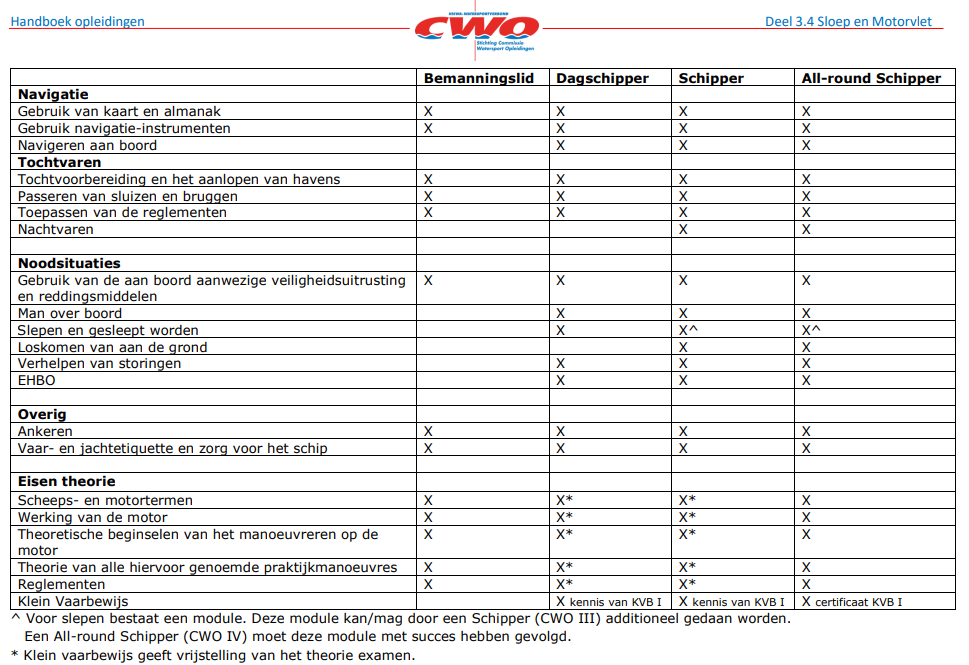 Handboek opleidingen
NEDERL. WATERSPORTVERBOND
CWO
Stichting Commissie
Watersport Opleidingen
Deel 3.4 Sloep en Motorvlet
Bemanningslid Dagschipper Schipper All-round Schipper
Navigatie
Gebruik van kaart en almanak X X X X
Gebruik navigatie-instrumenten X X X X
Navigeren aan boord X X X
Tochtvaren
Tochtvoorbereiding en het aanlopen van havens X X X X
Passeren van sluizen en bruggen X X X X
Toepassen van de reglementen X X X X
Nachtvaren X X
Noodsituaties
Gebruik van de aan boord aanwezige veiligheidsuitrusting X X X X
en reddingsmiddelen
Man over boord X X X
Slepen en gesleept worden X X^ X^
Loskomen van aan de grond X X
Verhelpen van storingen X X X
EHBO X X X
Overig
Ankeren X X X X
Vaar- en jachtetiquette en zorg voor het schip X X X X
Eisen theorie
Scheeps- en motortermen X X* X* X
Werking van de motor X X* X* X
Theoretische beginselen van het manoeuvreren op de X X* X* X
motor
Theorie van alle hiervoor genoemde praktijkmanoeuvres X X* X* X
Reglementen X X* X* X
Klein Vaarbewijs X kennis van KVB I X kennis van KVB I X certificaat KVB I
^ Voor slepen bestaat een module. Deze module kan/mag door een Schipper (CWO III) additioneel gedaan worden.
Een All-round Schipper (CWO IV) moet deze module met succes hebben gevolgd.
* Klein vaarbewijs geeft vrijstelling van het theorie examen.